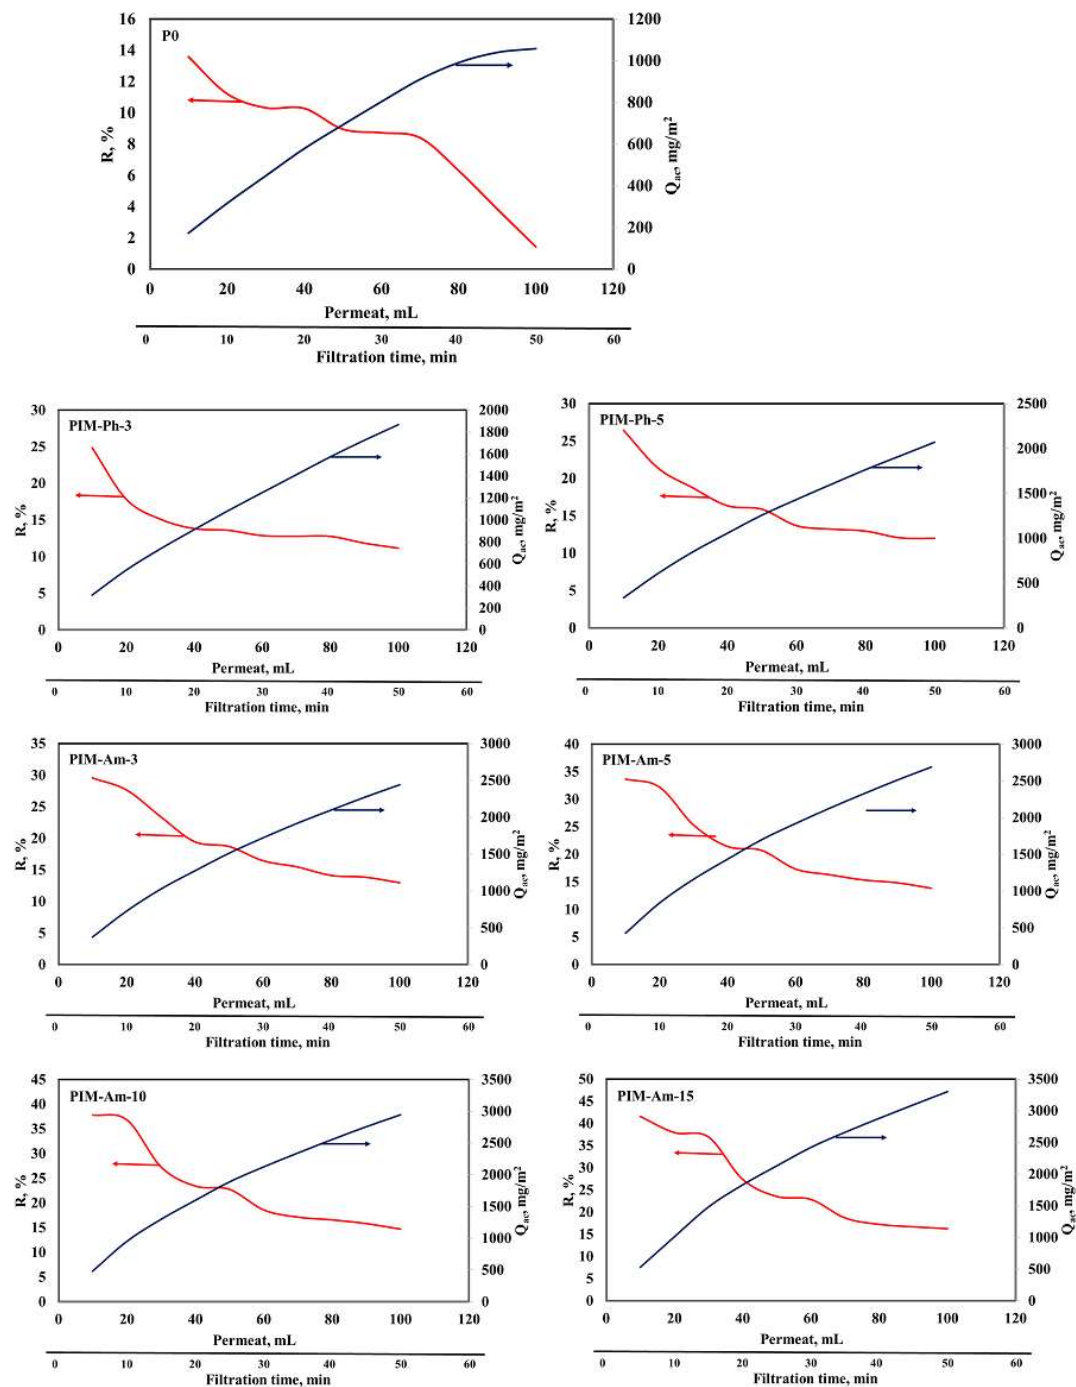 P0
R, %
16
14
12
10
8
6
4
2
0
1200
1000
800
600
400
200
0
Qac, mg/m²
0 20 40 60 80 100 120
Permeat, mL
0 10 20 30 40 50 60
Filtration time, min
PIM-Ph-3
R, %
30
25
20
15
10
5
0
2000
1800
1600
1400
1200
1000
800
600
400
200
0
Qac, mg/m²
0 20 40 60 80 100 120
Permeat, mL
0 10 20 30 40 50 60
Filtration time, min
PIM-Ph-5
R, %
30
25
20
15
10
5
0
2500
2000
1500
1000
500
0
Qac, mg/m²
0 20 40 60 80 100 120
Permeat, mL
0 10 20 30 40 50 60
Filtration time, min
PIM-Am-3
R, %
35
30
25
20
15
10
5
0
3000
2500
2000
1500
1000
500
0
Qac, mg/m²
0 20 40 60 80 100 120
Permeat, mL
0 10 20 30 40 50 60
Filtration time, min
PIM-Am-5
R, %
40
35
30
25
20
15
10
5
0
3000
2500
2000
1500
1000
500
0
Qac, mg/m²
0 20 40 60 80 100 120
Permeat, mL
0 10 20 30 40 50 60
Filtration time, min
PIM-Am-10
R, %
45
40
35
30
25
20
15
10
5
0
3500
3000
2500
2000
1500
1000
500
0
Qac, mg/m²
0 20 40 60 80 100 120
Permeat, mL
0 10 20 30 40 50 60
Filtration time, min
PIM-Am-15
R, %
50
45
40
35
30
25
20
15
10
5
0
3500
3000
2500
2000
1500
1000
500
0
Qac, mg/m²
0 20 40 60 80 100 120
Permeat, mL
0 10 20 30 40 50 60
Filtration time, min